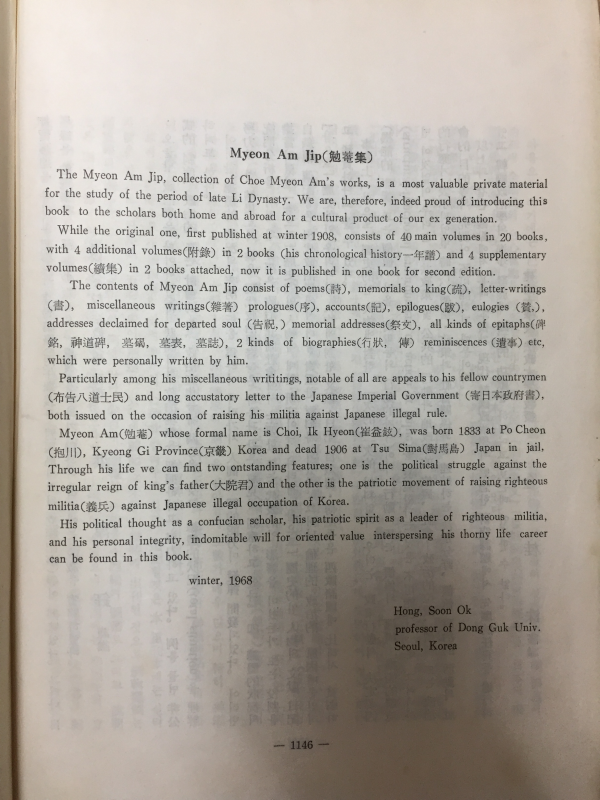 Myeon Am Jip(勉菴集)
The Myeon Am Jip, collection of Choe Myeon Am's works, is a most valuable private material
for the study of the period of late Li Dynasty. We are, therefore, indeed proud of introducing this
book to the scholars both home and abroad for a cultural product of our ex generation.
While the original one, first published at winter 1908, consists of 40 main volumes in 20 books,
with 4 additional volumes(附錄) in 2 books (his chronological history一年譜) and 4 supplementary
volumes(續集) in 2 books attached, now it is published in one book for second edition.
The contents of Myeon Am Jip consist of poems(詩), memorials to king(疏), letter-writings
(書), miscellaneous writings(雜著) prologues(序), accounts(記), epilogues(跋), eulogies (贊,),
addresses declaimed for departed soul (告祝,) memorial addresses(祭文), all kinds of epitaphs(碑
銘, 神道碑, 墓碣, 墓表, 墓誌), 2 kinds of biographies(行狀, 傳) reminiscences (遺事) etc,
which were personally written by him.
Particularly among his miscellaneous writitings, notable of all are appeals to his fellow countrymen
(布告八道士民) and long accustatory letter to the Japanese Imperial Government (寄日本政府書),
both issued on the occasion of raising his militia against Japanese illegal rule.
Myeon Am(勉菴) whose formal name is Choi, Ik Hyeon(崔益鉉), was born 1833 at Po Cheon
(抱川), Kyeong Gi Province(京畿) Korea and dead 1906 at Tsu Sima(對馬島) Japan in jail,
Through his life we can find two ontstanding features; one is the political struggle against the
irregular reign of king's father(大院君) and the other is the patriotic movement of raising righteous
militia(義兵) against Japanese illegal occupation of Korea.
His political thought as a confucian scholar, his patriotic spirit as a leader of righteous militia,
and his personal integrity, indomitable will for oriented value interspersing his thorny life career
can be found in this book.
winter, 1968
Hong, Soon Ok
professor of Dong Guk Univ.
Seoul, Korea
— 1146 —